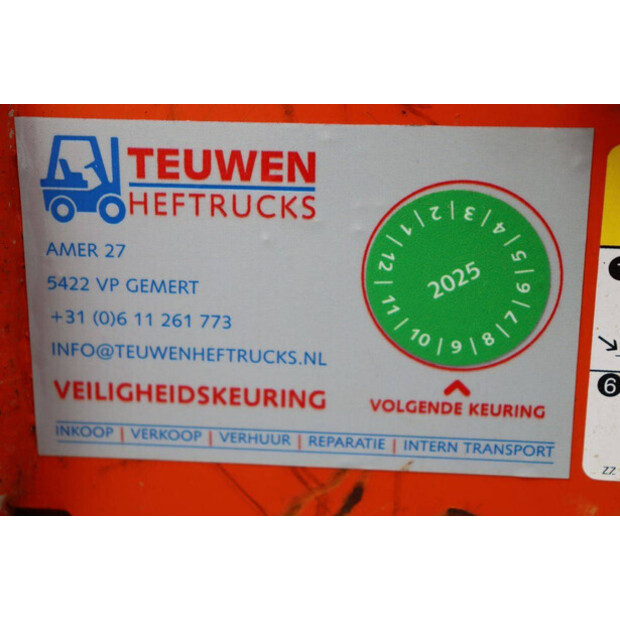 TEUWEN
HEFTRUCKS
AMER 27
5422 VP GEMERT
+31 (0)6 11 261 773
INFO@TEUWENHEFTRUCKS.NL
VEILIGHEIDSKEURING
INKOOP | VERKOOP | VERHUUR | REPARATIE | INTERN TRANSPORT
1 | 2 | 3 | 4 | 5 | 6 | 7 | 8 | 9 | 10 | 11 | 12
2025
VOLGENDE KEURING
6